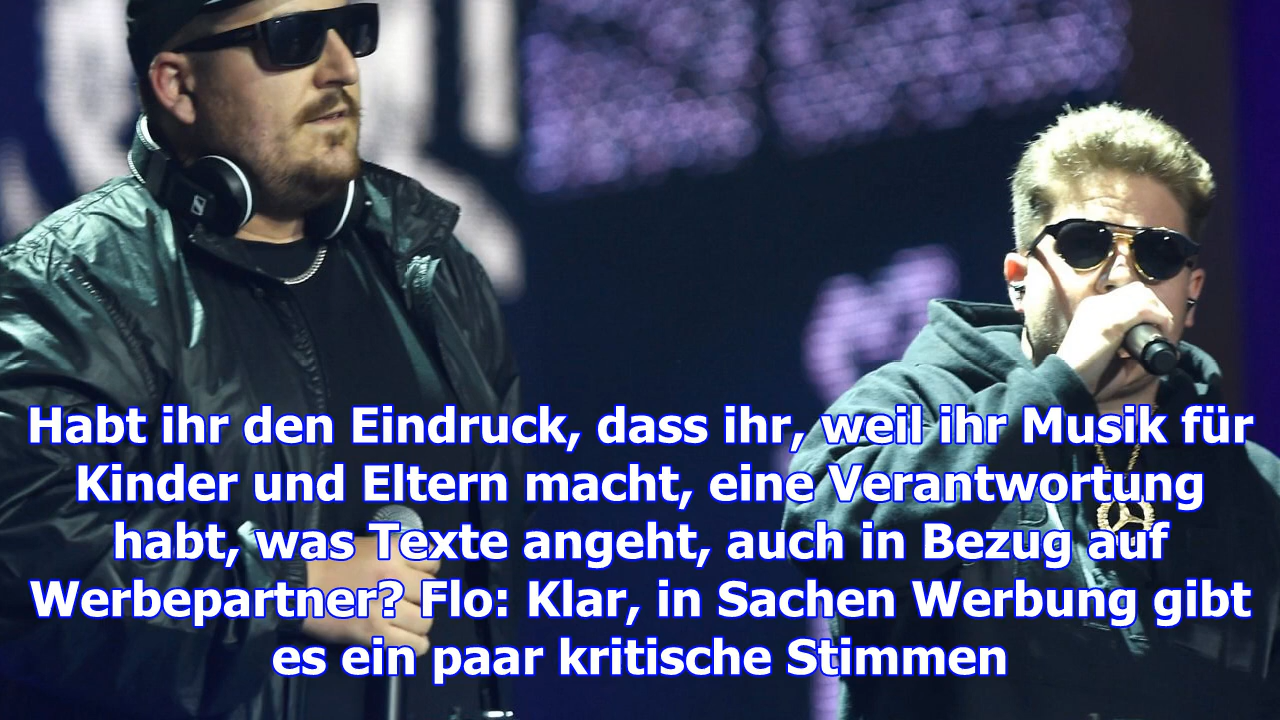 Habt ihr den Eindruck, dass ihr, weil ihr Musik für
Kinder und Eltern macht, eine Verantwortung
habt, was Texte angeht, auch in Bezug auf
Werbepartner? Flo: Klar, in Sachen Werbung gibt
es ein paar kritische Stimmen